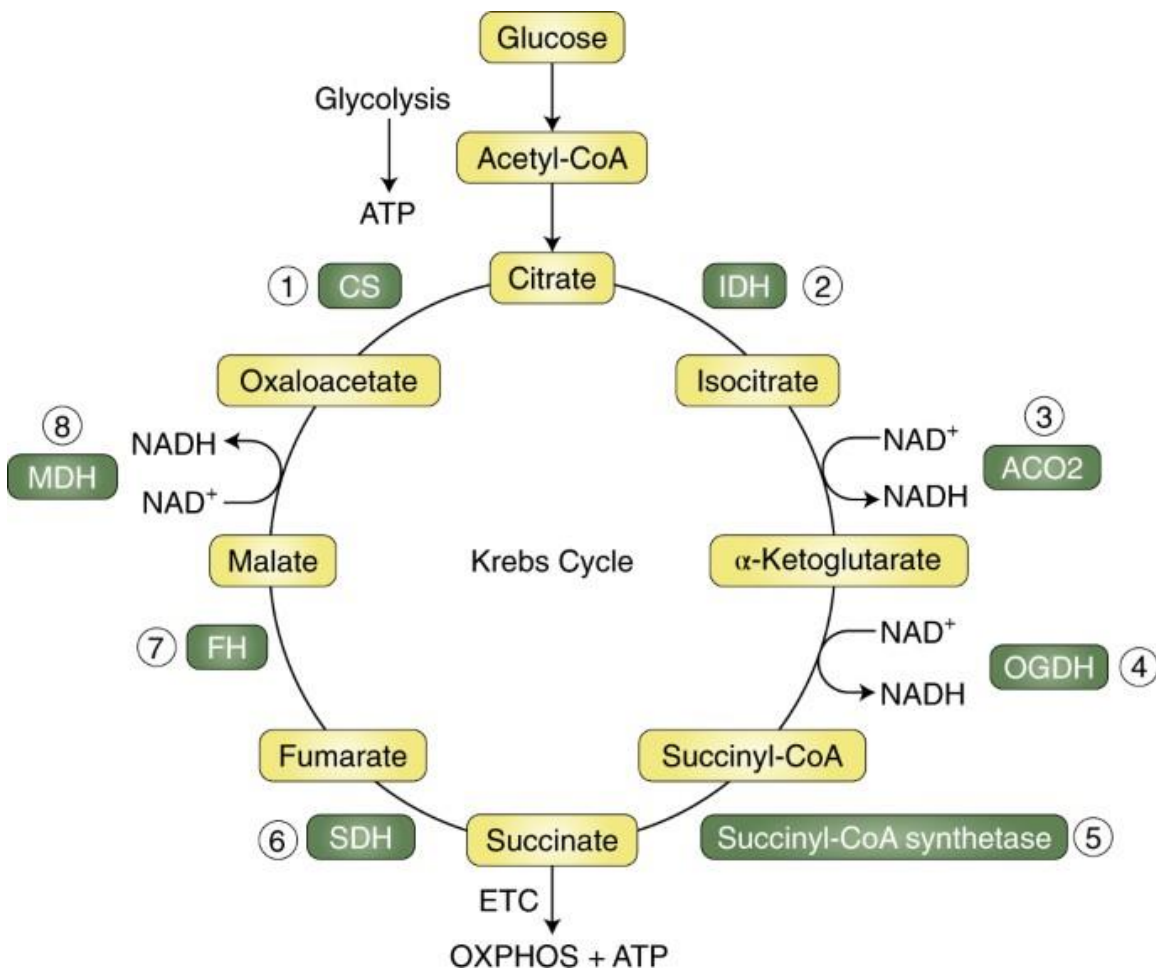 Glucose
Glycolysis
Acetyl-CoA
ATP
1 CS
Citrate
IDH 2
Oxaloacetate
Isocitrate
8
MDH
NADH
NAD⁺
3
ACO2
NAD⁺
NADH
Malate
Krebs Cycle
α-Ketoglutarate
7 FH
NAD⁺
NADH
OGDH 4
Fumarate
Succinyl-CoA
6 SDH
Succinate
Succinyl-CoA synthetase 5
ETC
OXPHOS + ATP